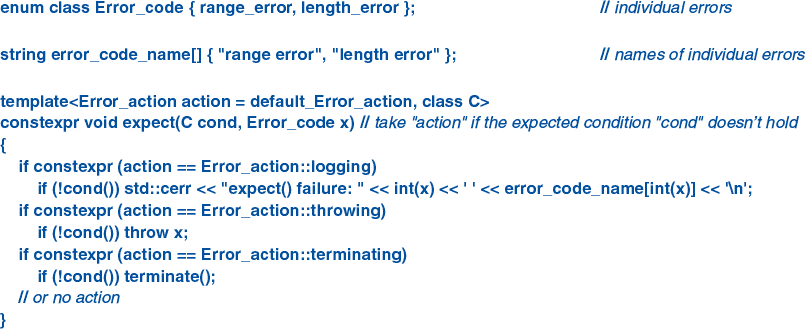 enum class Error_code { range_error, length_error }; // individual errors
string error_code_name[] { "range error", "length error" }; // names of individual errors
template<Error_action action = default_Error_action, class C>
constexpr void expect(C cond, Error_code x) // take "action" if the expected condition "cond" doesn’t hold
{
if constexpr (action == Error_action::logging)
if (!cond()) std::cerr << "expect() failure: " << int(x) << ' ' << error_code_name[int(x)] << '\n';
if constexpr (action == Error_action::throwing)
if (!cond()) throw x;
if constexpr (action == Error_action::terminating)
if (!cond()) terminate();
// or no action
}